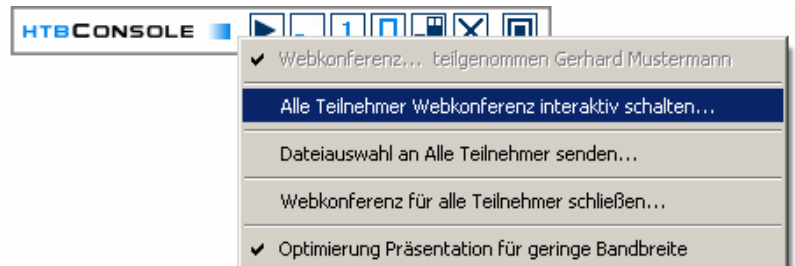 HTBCONSOLE 1
Webkonferenz... teilgenommen Gerhard Mustermann
Alle Teilnehmer Webkonferenz interaktiv schalten...
Dateiauswahl an Alle Teilnehmer senden...
Webkonferenz für alle Teilnehmer schließen...
Optimierung Präsentation für geringe Bandbreite